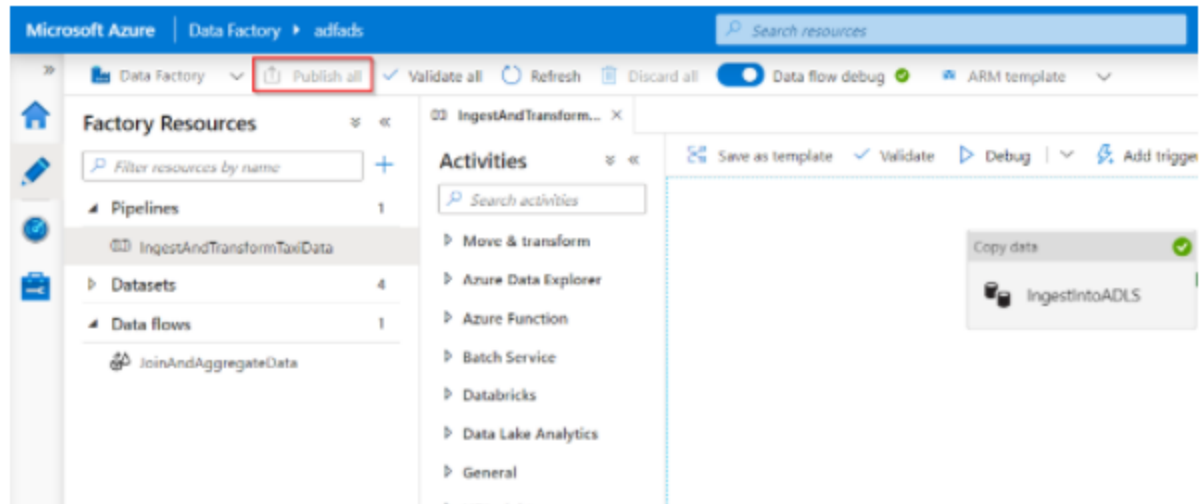 Microsoft Azure Data Factory adfads Search resources
Data Factory Publish all Validate all Refresh Discard all Data flow debug ARM template
Factory Resources
Filter resources by name
Pipelines 1
IngestAndTransformTaxiData
Datasets 4
Data flows 1
JoinAndAggregateData
IngestAndTransform...
Activities
Search activities
Move & transform
Azure Data Explorer
Azure Function
Batch Service
Databricks
Data Lake Analytics
General
Save as template Validate Debug Add trigge
Copy data
IngestIntoADLS